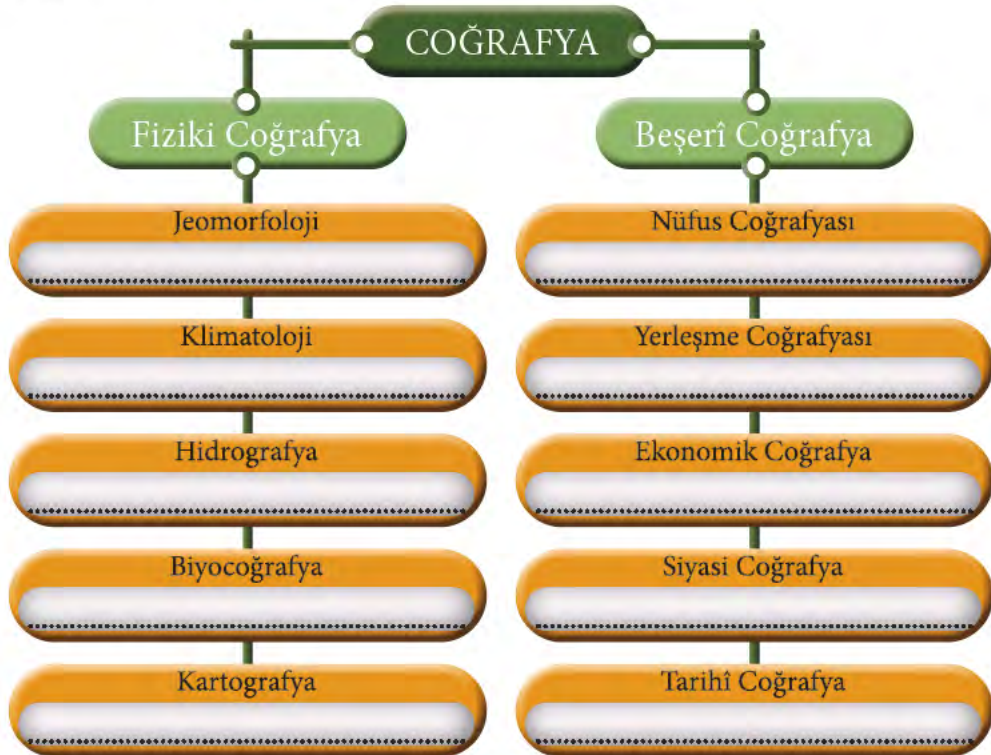 COĞRAFYA
Fiziki Coğrafya
Beşerî Coğrafya
Jeomorfoloji
Nüfus Coğrafyası
Klimatoloji
Yerleşme Coğrafyası
Hidrografya
Ekonomik Coğrafya
Biyocoğrafya
Siyasi Coğrafya
Kartografya
Tarihî Coğrafya